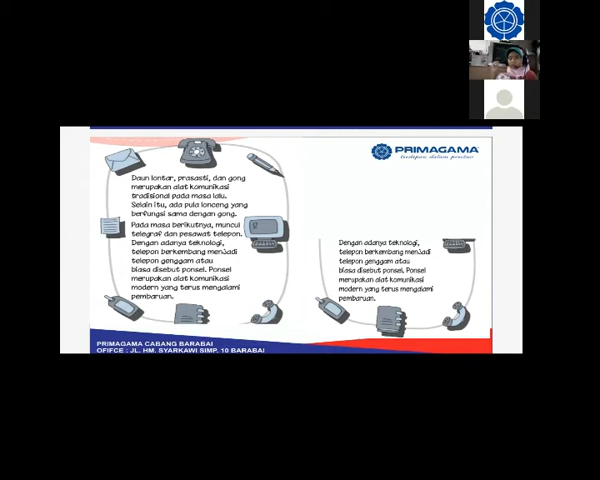 Daun lontar, prasasti, dan gong
merupakan alat komunikasi
tradisional pada masa lalu.
Selain itu, ada pula lonceng yang
berfungsi sama dengan gong.
Pada masa berikutnya, muncul
telegraf dan pesawat telepon.
Dengan adanya teknologi,
telepon berkembang menjadi
telepon genggam atau
biasa disebut ponsel. Ponsel
merupakan alat komunikasi
modern yang terus mengalami
pembaruan.
PRIMAGAMA
terdepan dalam prestasi
Dengan adanya teknologi,
telepon berkembang menjadi
telepon genggam atau
biasa disebut ponsel. Ponsel
merupakan alat komunikasi
modern yang terus mengalami
pembaruan.
PRIMAGAMA CABANG BARABAI
OFIFCE : JL. HM. SYARKAWI SIMP. 10 BARABAI